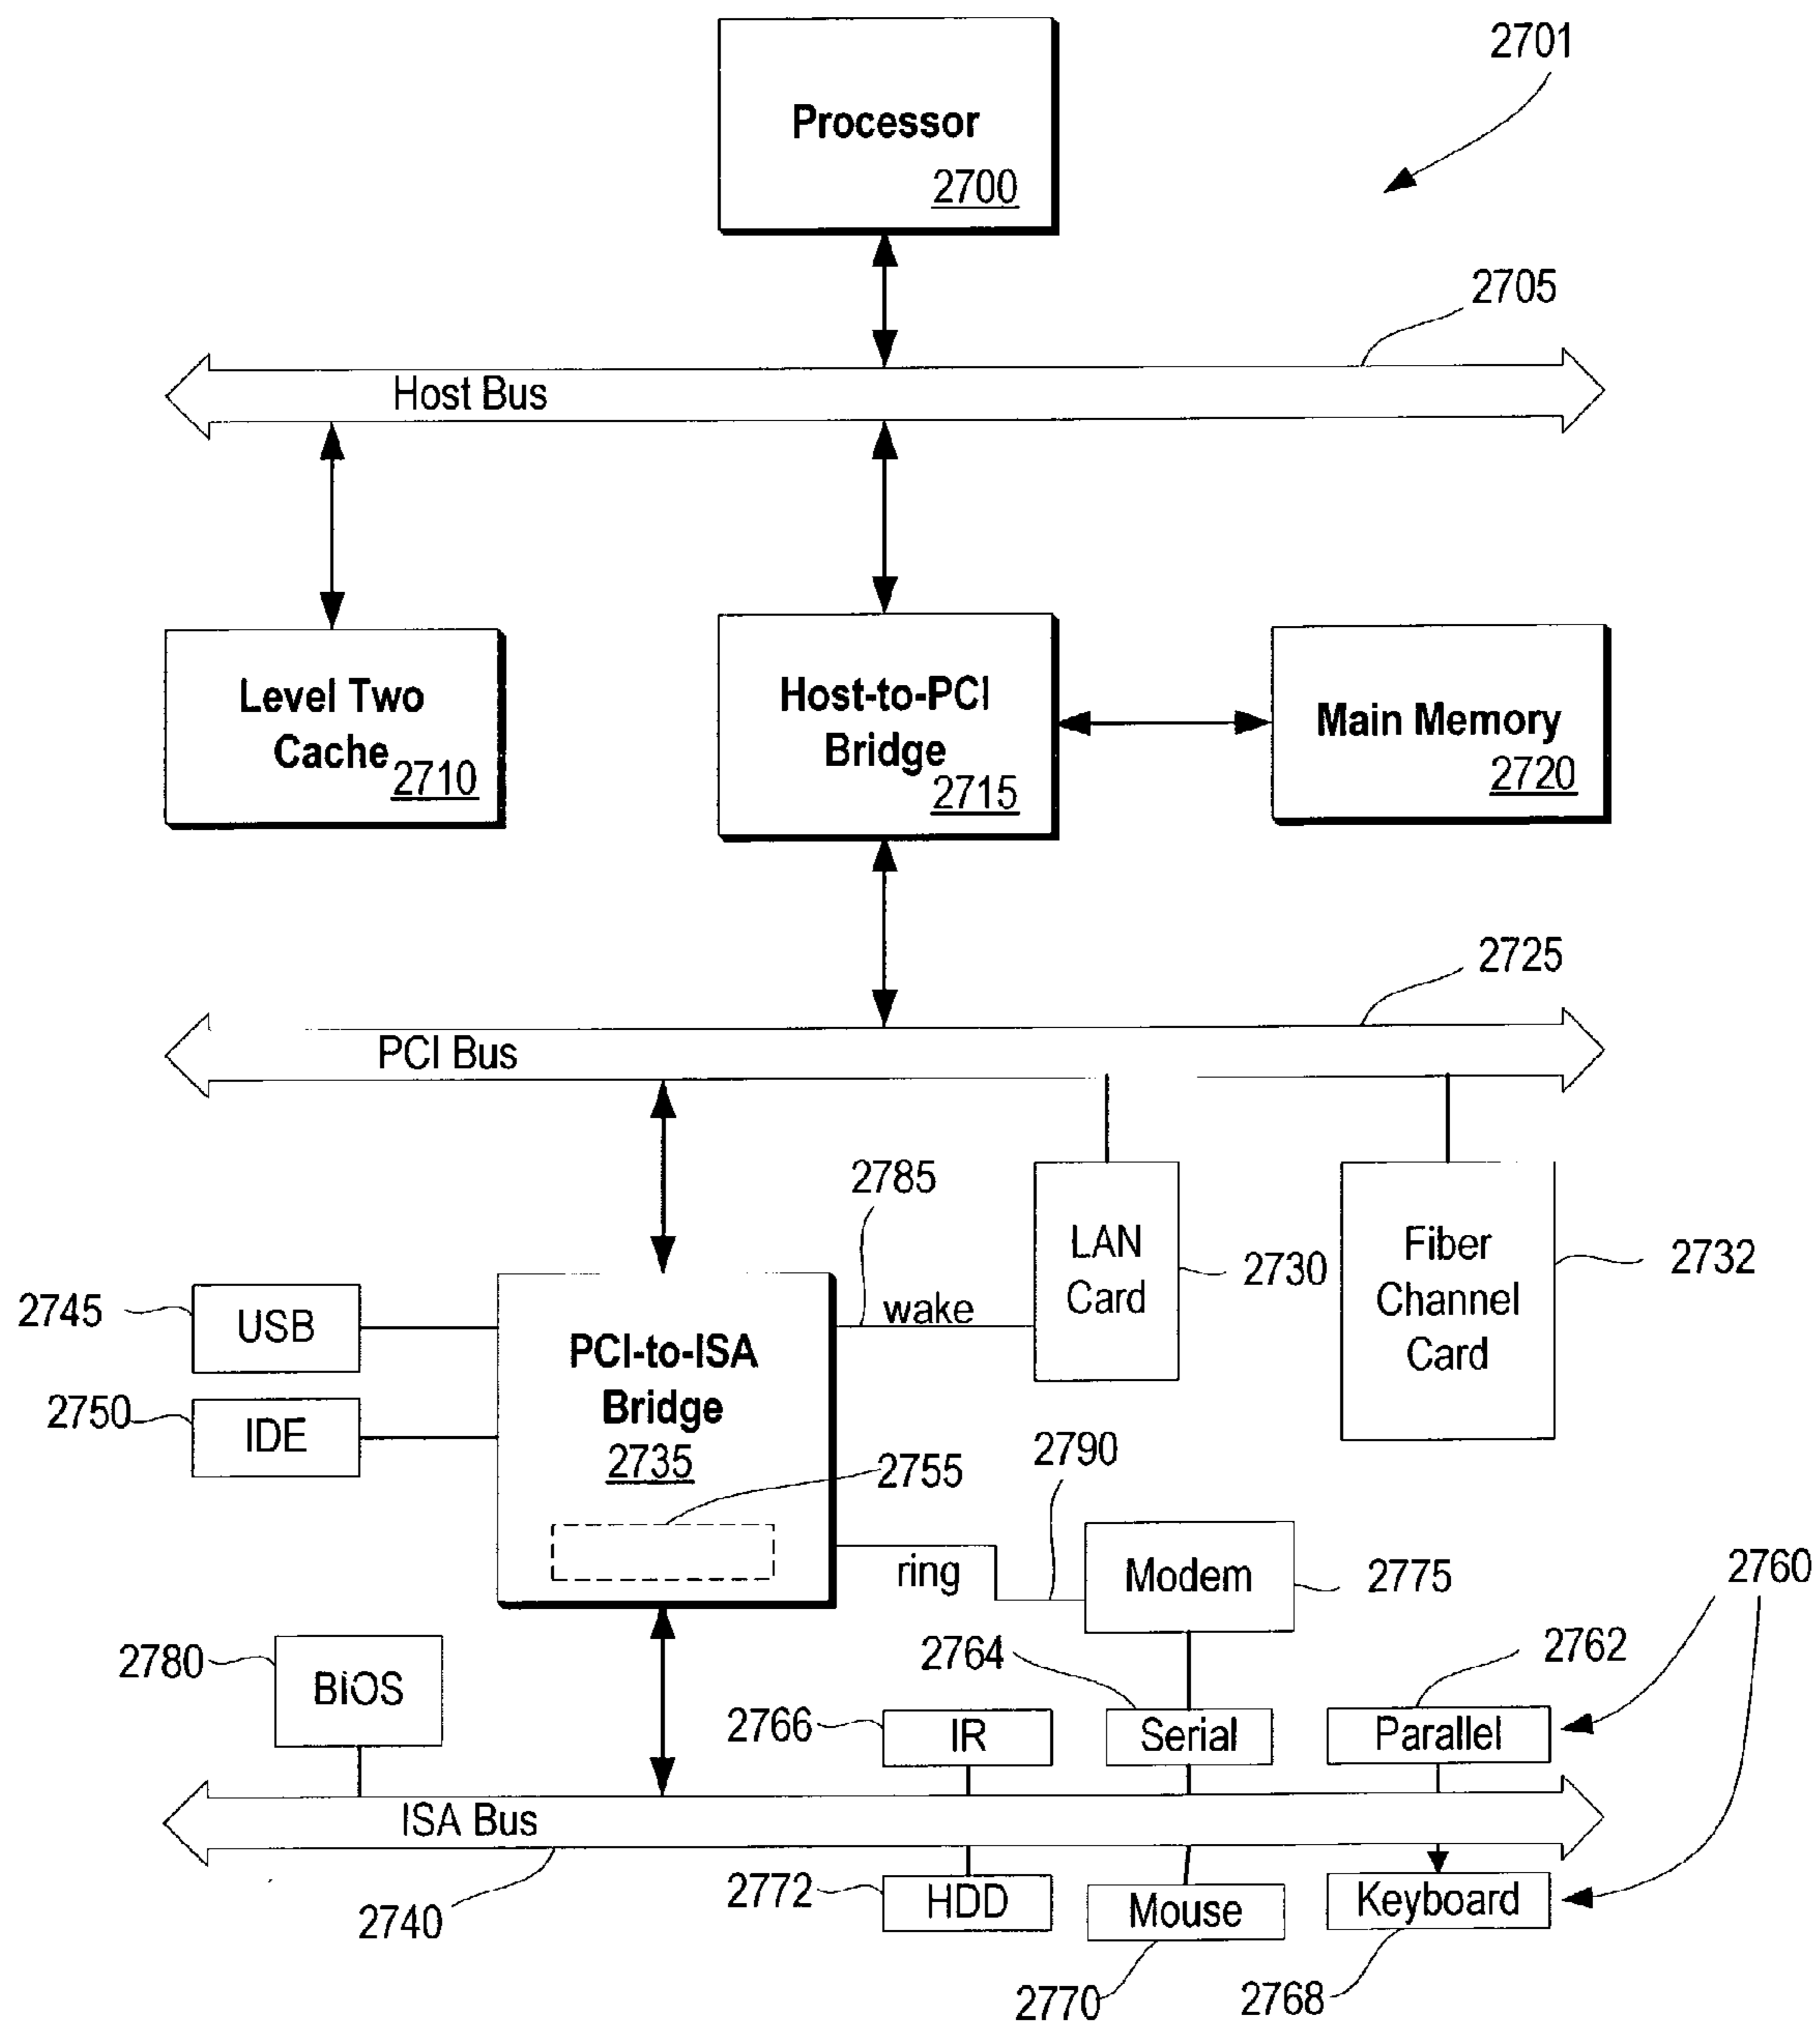 2701
Processor
2700
2705
Host Bus
Level Two
Cache 2710
Host-to-PCI
Bridge
2715
Main Memory
2720
2725
PCI Bus
2785
LAN
Card
2730
Fiber
Channel
Card
2732
wake
2745
USB
2750
IDE
PCI-to-ISA
Bridge
2735
2755
2790
ring
Modem
2775
2760
2780
BIOS
2764
2762
2766
IR
Serial
Parallel
ISA Bus
2740
2772
HDD
Mouse
Keyboard
2770
2768